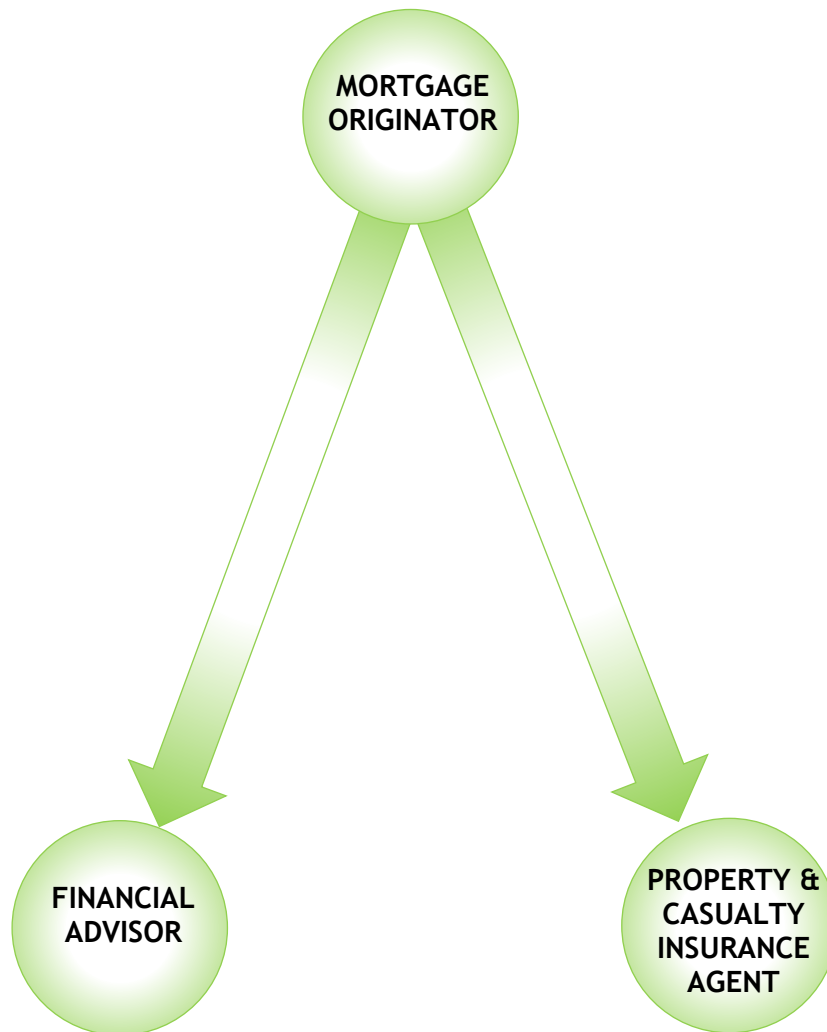 MORTGAGE
ORIGINATOR
FINANCIAL
ADVISOR
PROPERTY &
CASUALTY
INSURANCE
AGENT